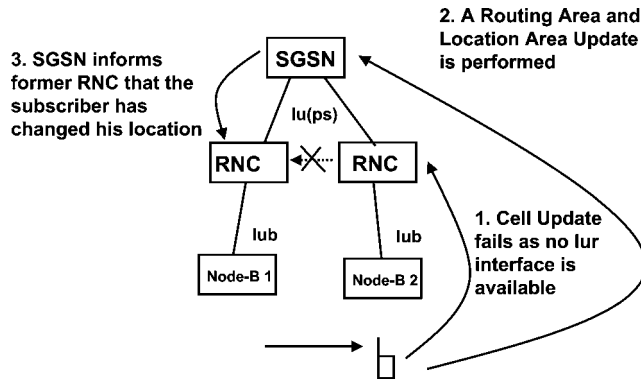 2. A Routing Area and
Location Area Update
is performed
3. SGSN informs
former RNC that the
subscriber has
changed his location
SGSN
Iu(ps)
RNC
RNC
1. Cell Update
fails as no Iur
interface is
available
Iub
Iub
Node-B 1
Node-B 2